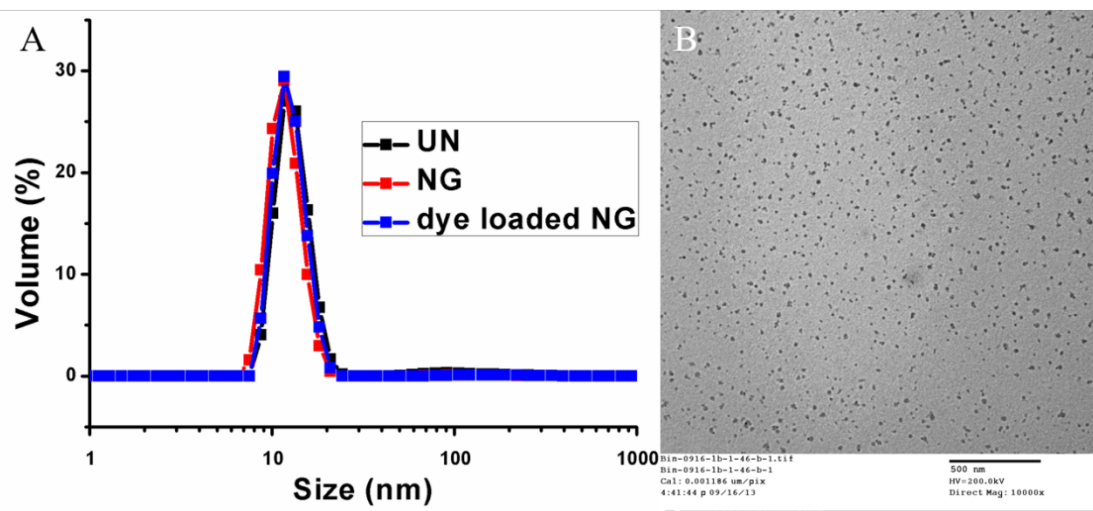 A
Volume (%)
30
20
10
0
UN
NG
dye loaded NG
1
10
100
1000
Size (nm)
B
Bin-0916-1b-1-46-b-1.tif
Bin-0916-1b-1-46-b-1
Cal: 0.001186 um/pix
4:41:44 p 09/16/13
500 nm
HV=200.0kV
Direct Mag: 10000x